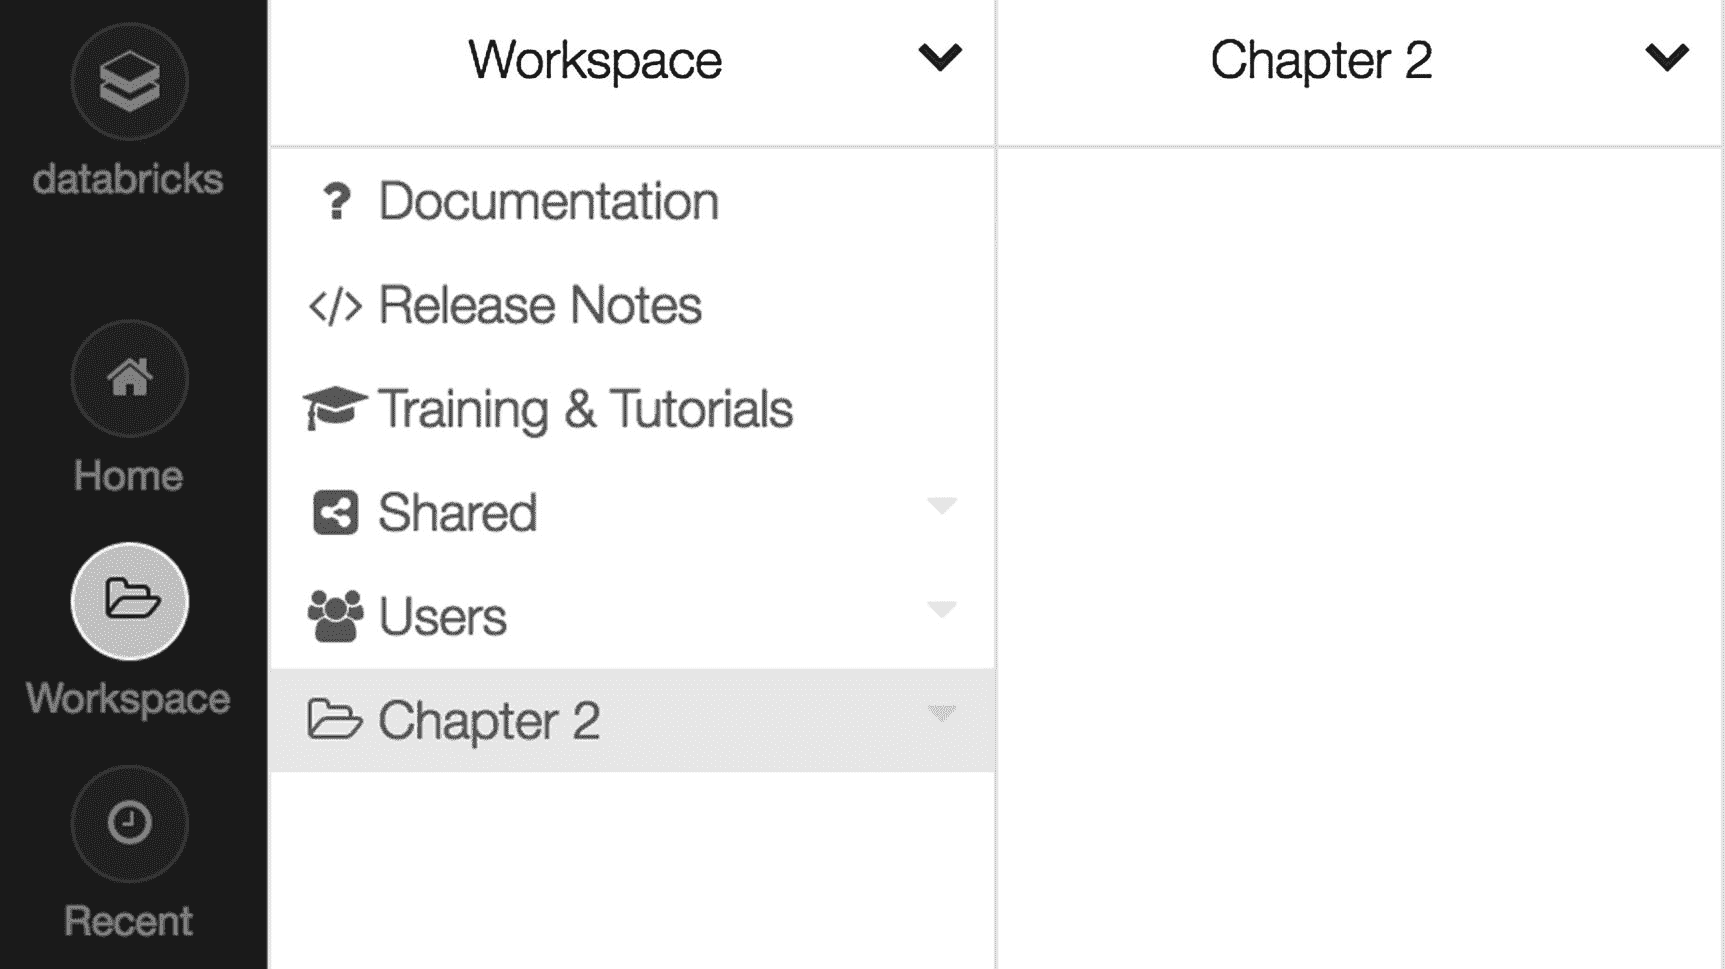 databricks
Home
Workspace
Recent
Workspace
Documentation
Release Notes
Training & Tutorials
Shared
Users
Chapter 2
Chapter 2